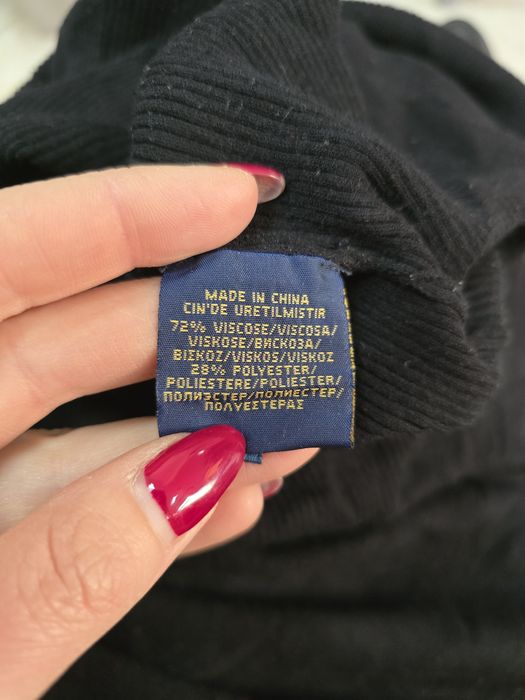 MADE IN CHINA
CIN'DE URETILMISTIR
72% VISCOSE/VISCOSA/
VISKOSE/ВИСКОЗА/
ΒΙΣΚΟΖ/VISKOS/VISKOZ
28% POLYESTER/
POLIESTERE/POLIESTER/
ПОЛИЭСТЕР/ПОЛИЕСТЕР/
ΠΟΛΥΕΣΤΕΡΑΣ